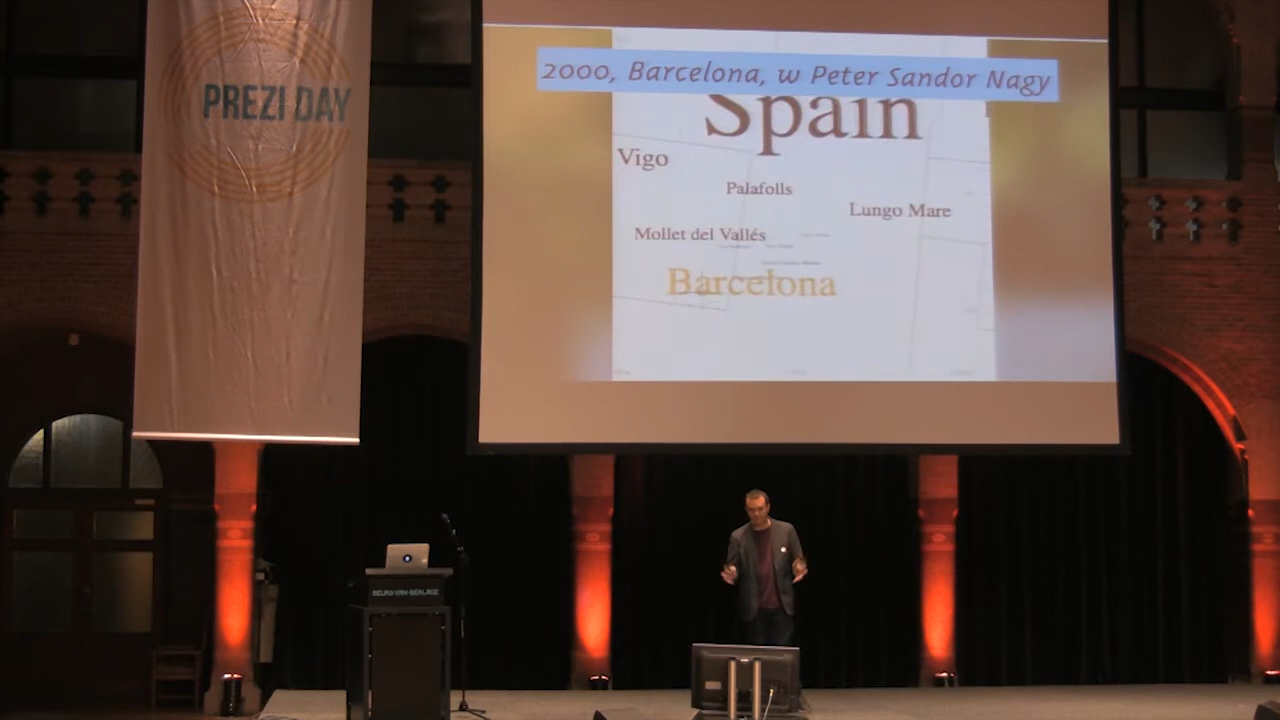 PREZI DAY
2000, Barcelona, w Peter Sandor Nagy
Spain
Vigo
Palafolls
Lungo Mare
Mollet del Vallés
Barcelona
BEURS-VAN-BERLAGE